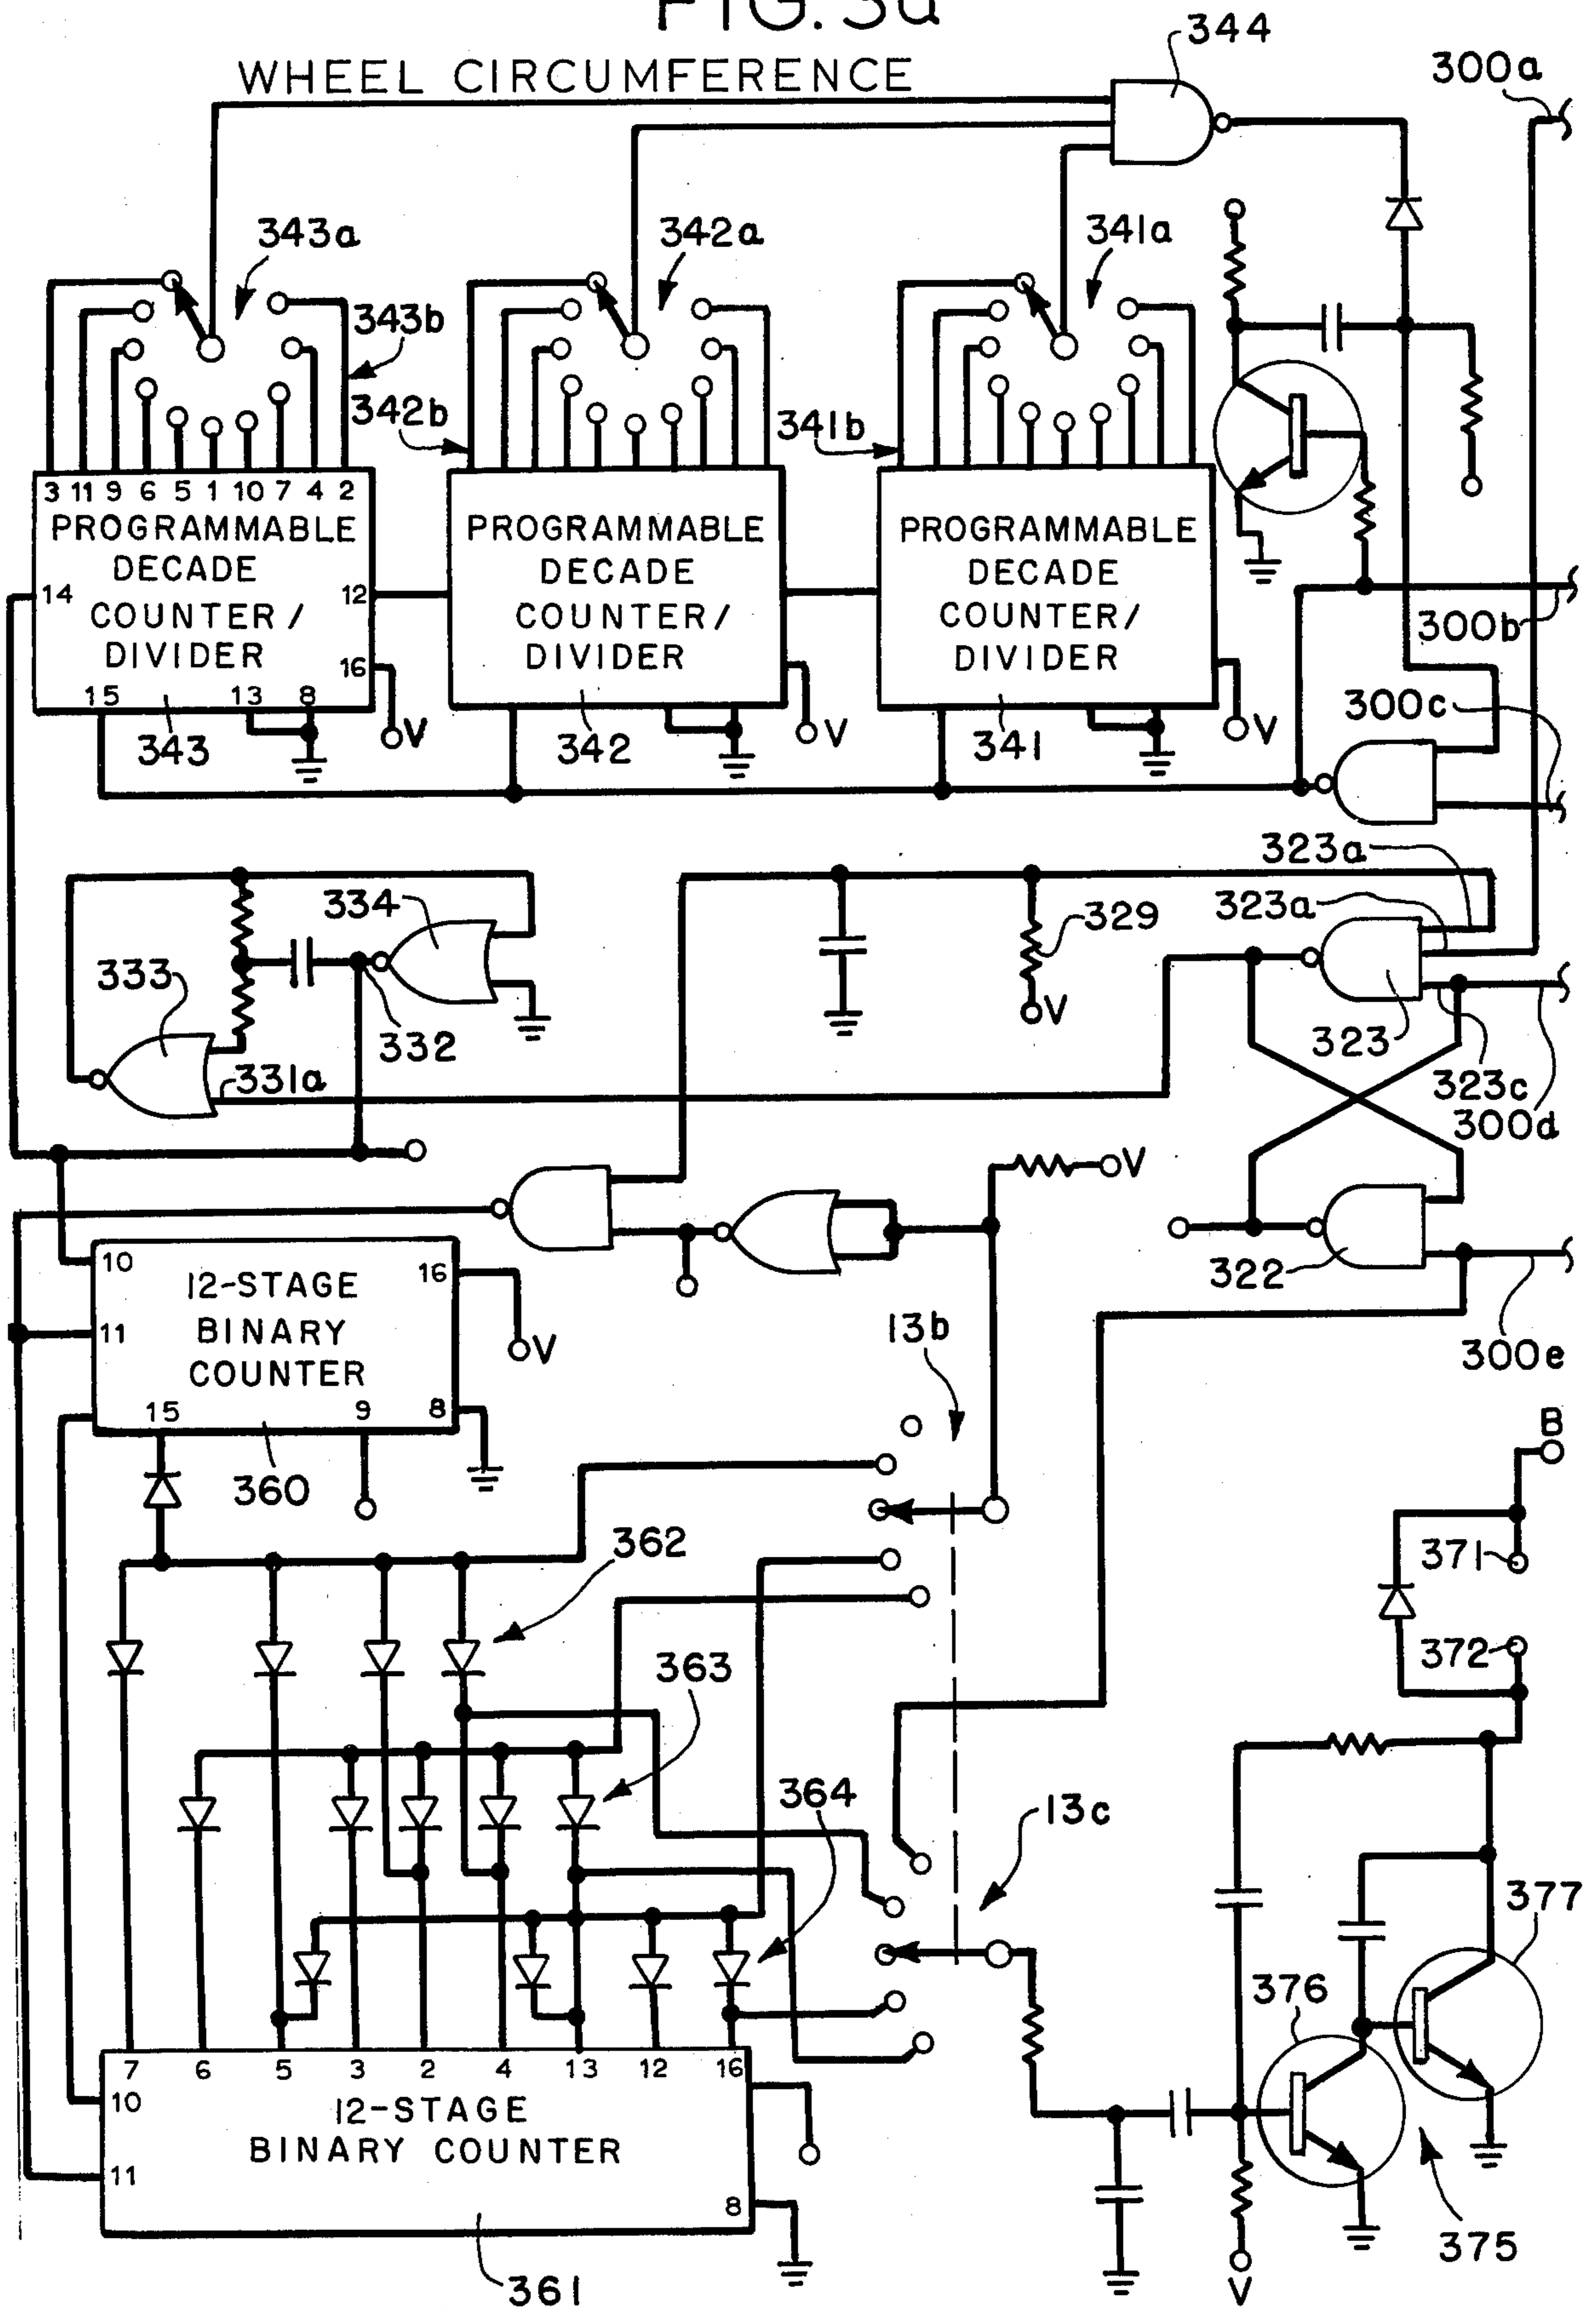 FIG. 3a
WHEEL CIRCUMFERENCE
344
300a
343a
342a
341a
343b
342b
341b
3 11 9 6 5 1 10 7 4 2
PROGRAMMABLE
DECADE
COUNTER/
DIVIDER
14
12
16
15
13
8
V
343
PROGRAMMABLE
DECADE
COUNTER/
DIVIDER
V
342
PROGRAMMABLE
DECADE
COUNTER/
DIVIDER
V
341
300b
300c
323a
323a
334
329
333
332
V
323
331a
323c
300d
V
322
300e
10
12-STAGE
BINARY
COUNTER
16
11
V
15
9
8
360
13b
B
362
371
363
372
364
13c
377
376
7 6 5 3 2 4 13 12 16
10
12-STAGE
BINARY COUNTER
11
8
361
375
V